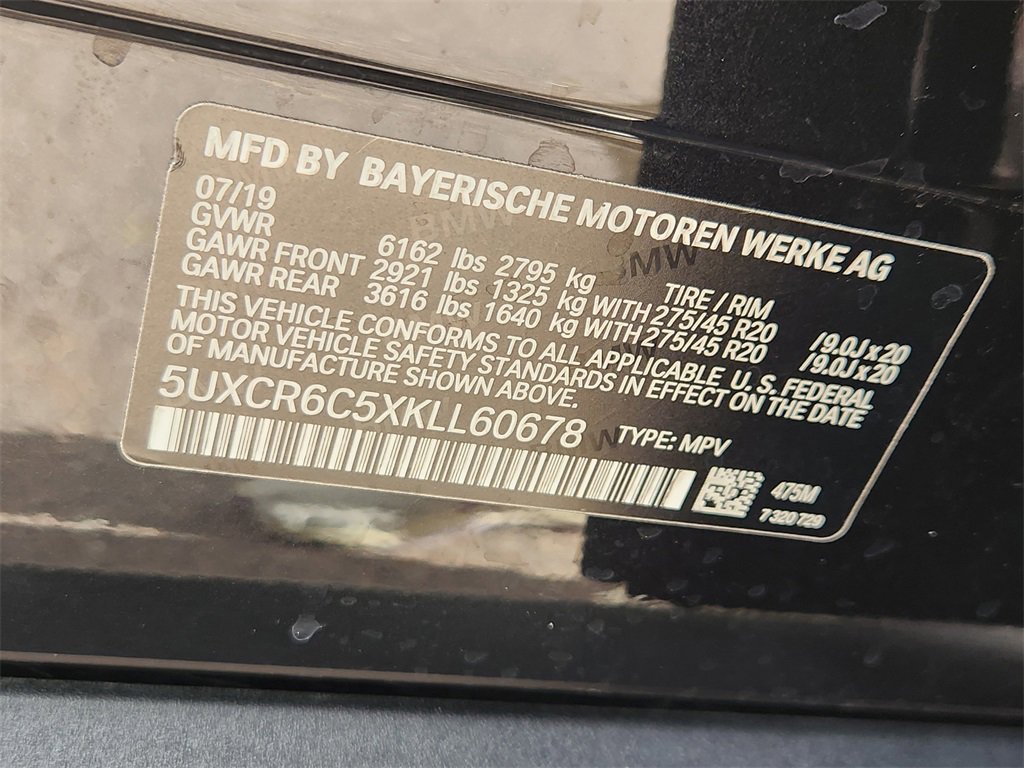 MFD BY BAYERISCHE MOTOREN WERKE AG
07/19
GVWR 6162 lbs 2795 kg TIRE / RIM
GAWR FRONT 2921 lbs 1325 kg WITH 275/45 R20 /9.0J x 20
GAWR REAR 3616 lbs 1640 kg WITH 275/45 R20 /9.0J x 20
THIS VEHICLE CONFORMS TO ALL APPLICABLE U. S. FEDERAL
MOTOR VEHICLE SAFETY STANDARDS IN EFFECT ON THE DATE
OF MANUFACTURE SHOWN ABOVE.
5UXCR6C5XKLL60678 TYPE: MPV
475M
7320729
BMW
BMW